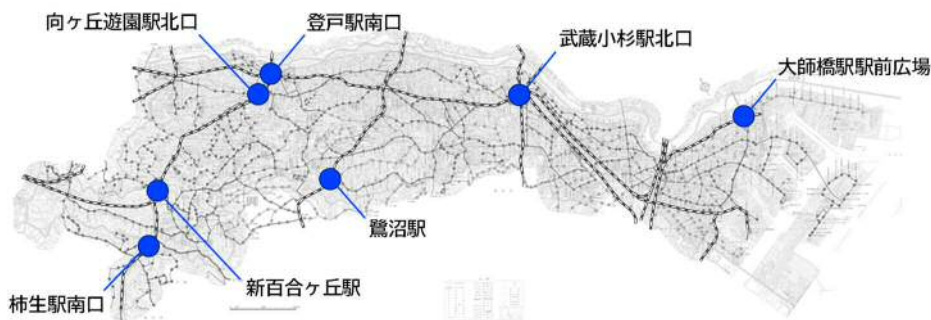 向ヶ丘遊園駅北口
登戸駅南口
武蔵小杉駅北口
大師橋駅駅前広場
鷺沼駅
新百合ヶ丘駅
柿生駅南口